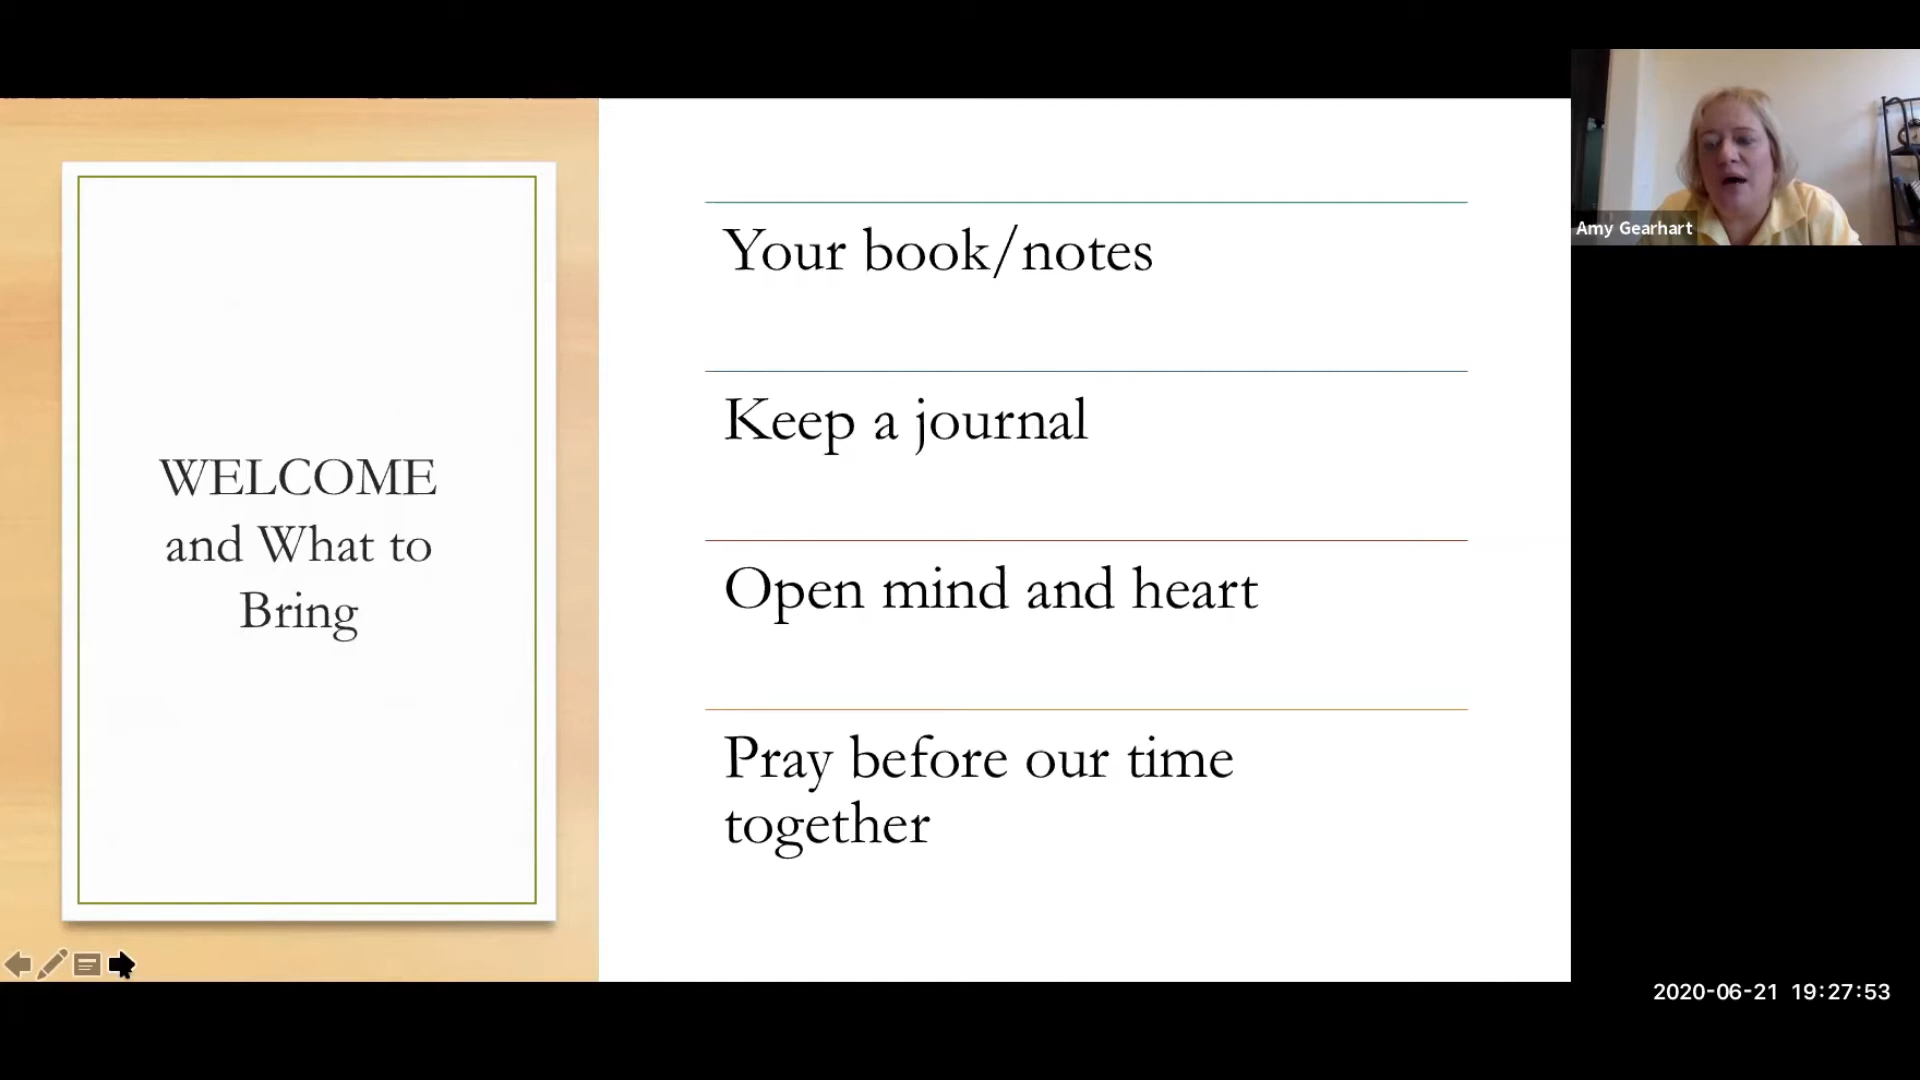 WELCOME
and What to
Bring
Your book/notes
Keep a journal
Open mind and heart
Pray before our time
together
Amy Gearhart
2020-06-21 19:27:53